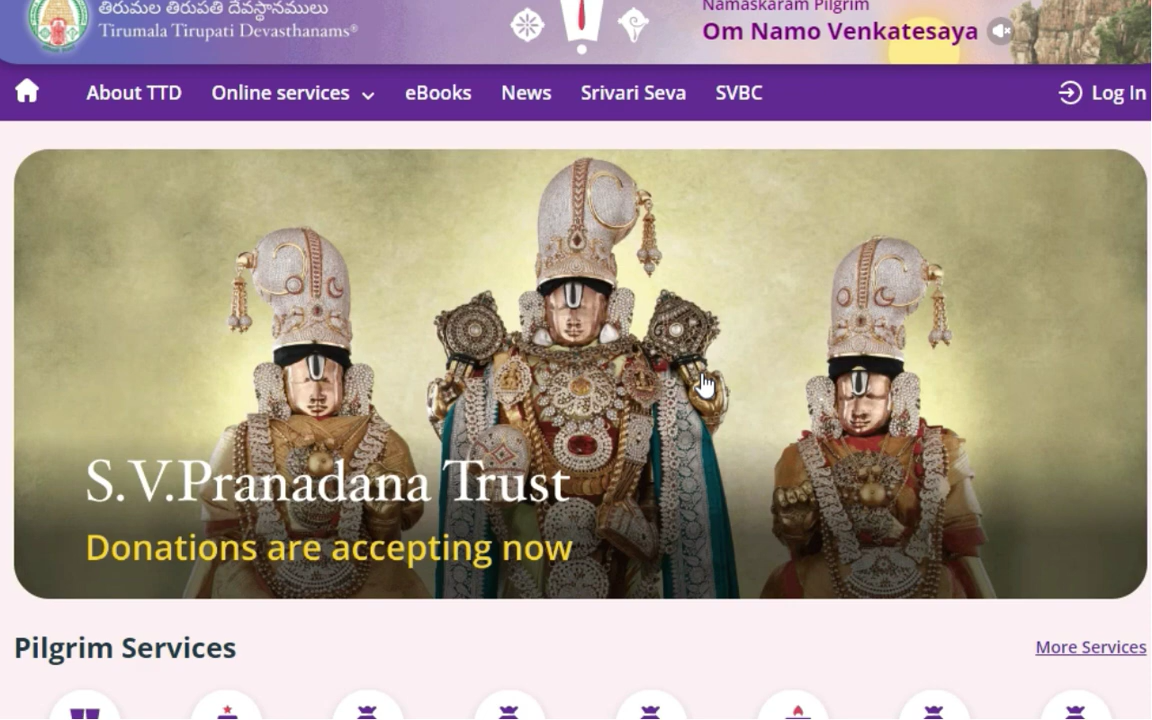 తిరుమల తిరుపతి దేవస్థానములు
Tirumala Tirupati Devasthanams®
Namaskaram Pilgrim
Om Namo Venkatesaya
About TTD
Online services
eBooks
News
Srivari Seva
SVBC
Log In
S.V.Pranadana Trust
Donations are accepting now
Pilgrim Services
More Services